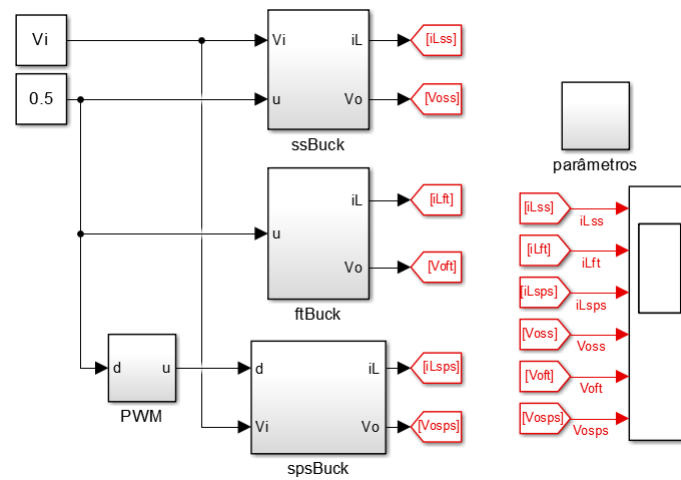 Vi
0.5
Vi
iL
u
Vo
ssBuck
[iLss]
[Voss]
u
iL
Vo
ftBuck
[iLft]
[Voft]
d
u
PWM
d
iL
Vi
Vo
spsBuck
[iLsps]
[Vosps]
parâmetros
[iLss]
iLss
[iLft]
iLft
[iLsps]
iLsps
[Voss]
Voss
[Voft]
Voft
[Vosps]
Vosps